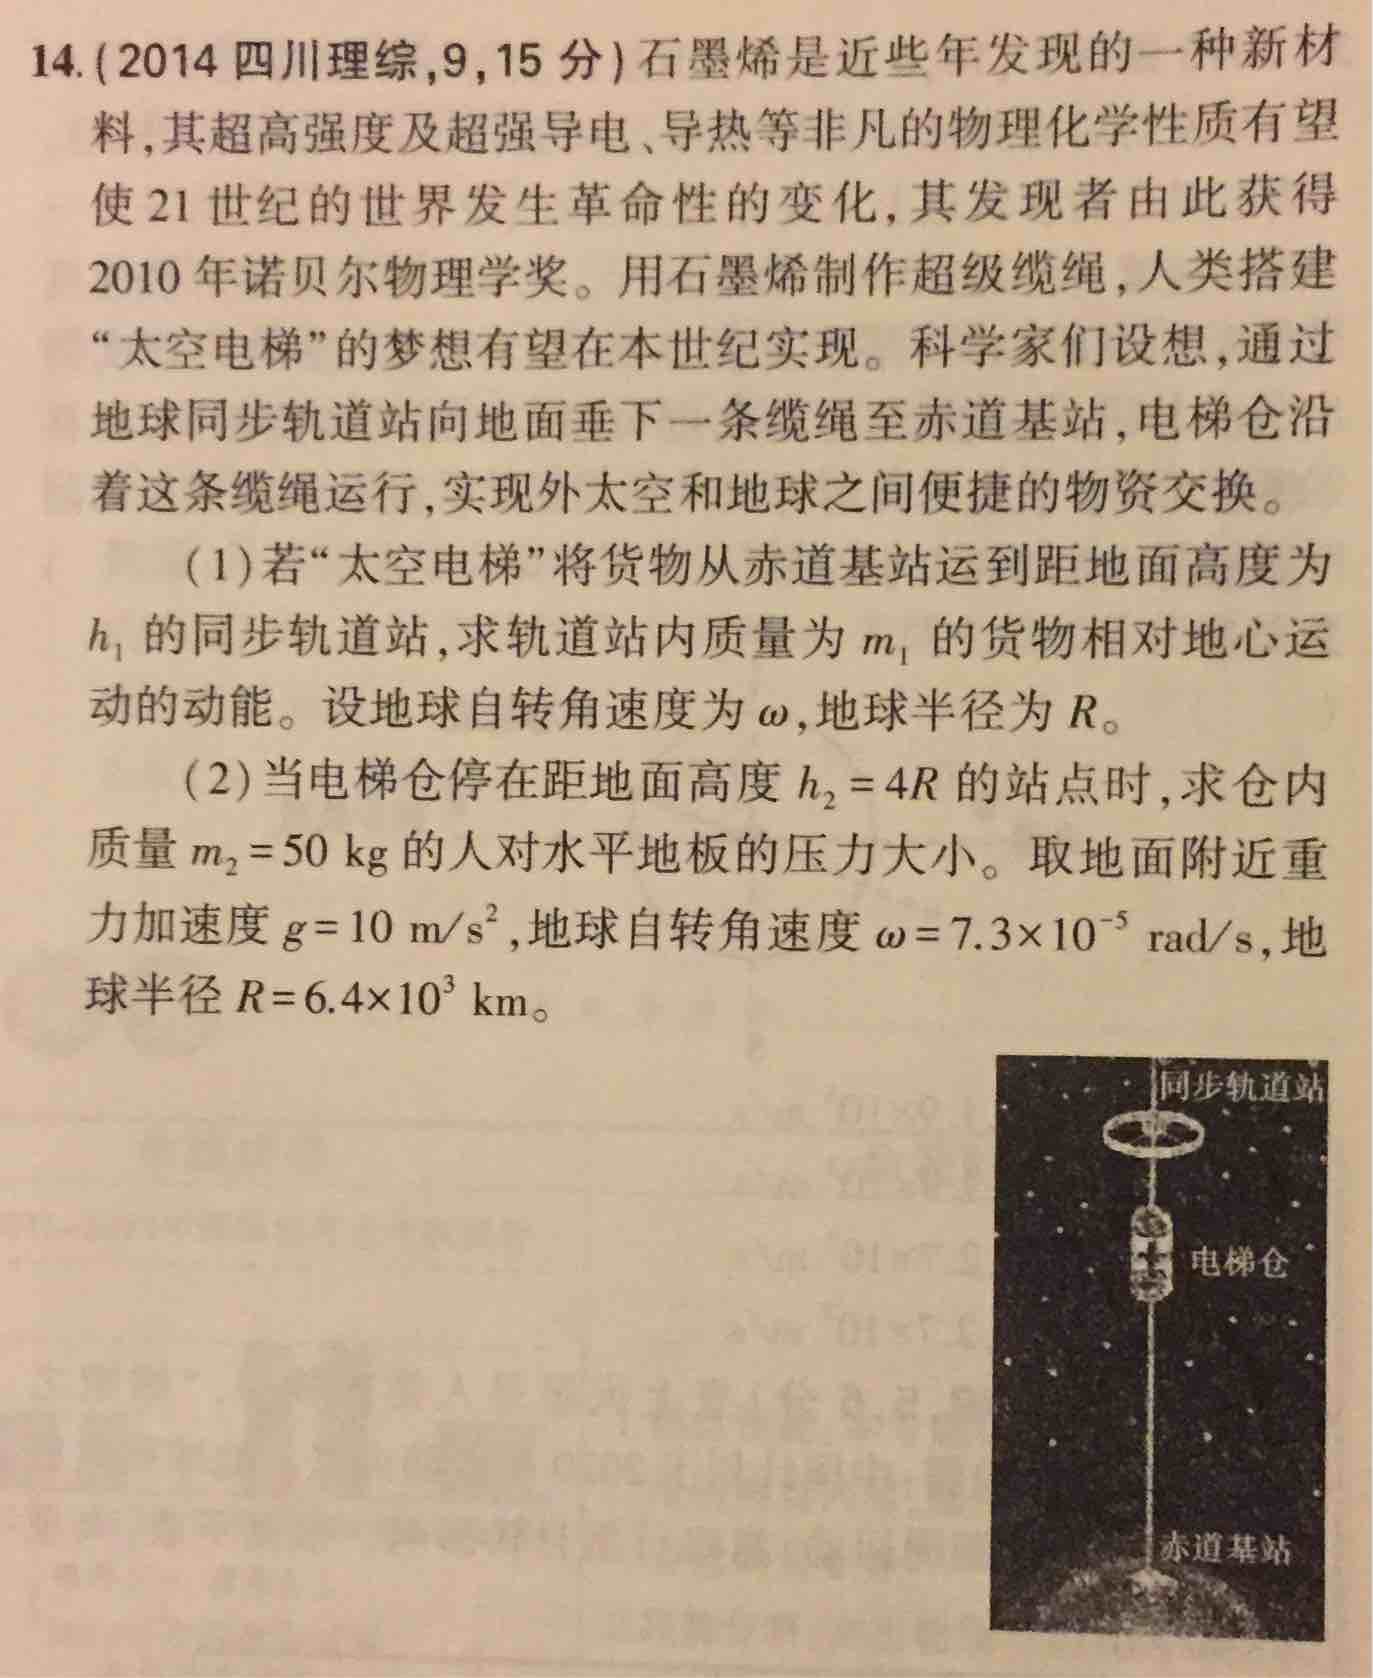 14.(2014 四川理综,9,15 分)石墨烯是近些年发现的一种新材
料,其超高强度及超强导电、导热等非凡的物理化学性质有望
使 21 世纪的世界发生革命性的变化,其发现者由此获得
2010 年诺贝尔物理学奖。用石墨烯制作超级缆绳,人类搭建
“太空电梯”的梦想有望在本世纪实现。科学家们设想,通过
地球同步轨道站向地面垂下一条缆绳至赤道基站,电梯仓沿
着这条缆绳运行,实现外太空和地球之间便捷的物资交换。
(1)若“太空电梯”将货物从赤道基站运到距地面高度为
h₁ 的同步轨道站,求轨道站内质量为 m₁ 的货物相对地心运
动的动能。设地球自转角速度为 ω,地球半径为 R。
(2)当电梯仓停在距地面高度 h₂=4R 的站点时,求仓内
质量 m₂=50 kg 的人对水平地板的压力大小。取地面附近重
力加速度 g=10 m/s²,地球自转角速度 ω=7.3×10⁻⁵ rad/s,地
球半径 R=6.4×10³ km。
同步轨道站
电梯仓
赤道基站